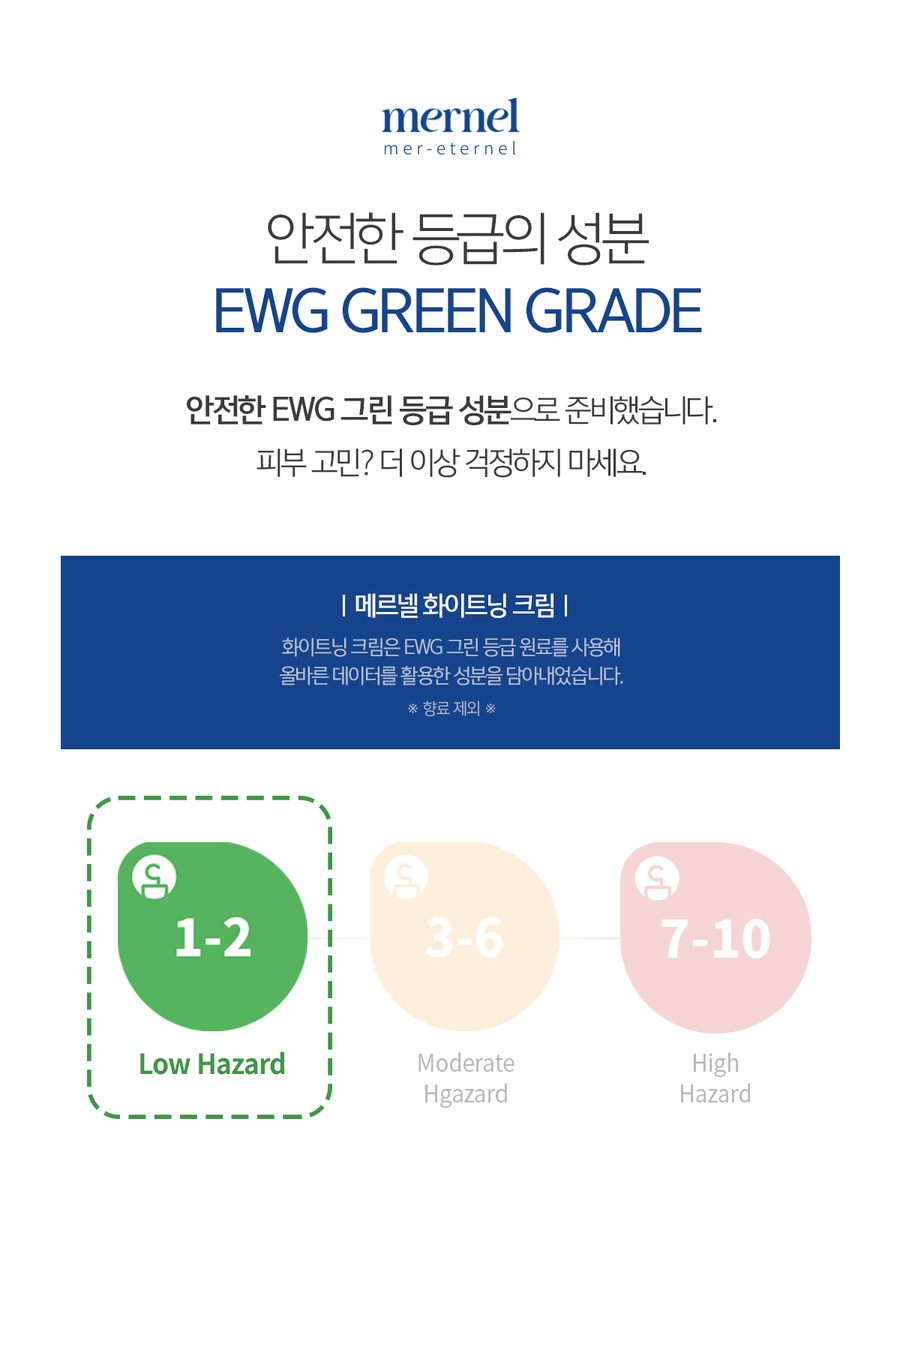 mernel
mer-eternel
안전한 등급의 성분
EWG GREEN GRADE
안전한 EWG 그린 등급 성분으로 준비했습니다.
피부 고민? 더 이상 걱정하지 마세요.
| 메르넬 화이트닝 크림 |
화이트닝 크림은 EWG 그린 등급 원료를 사용해
올바른 데이터를 활용한 성분을 담아내었습니다.
※ 향료 제외 ※
1-2
3-6
7-10
Low Hazard
Moderate
Hgazard
High
Hazard